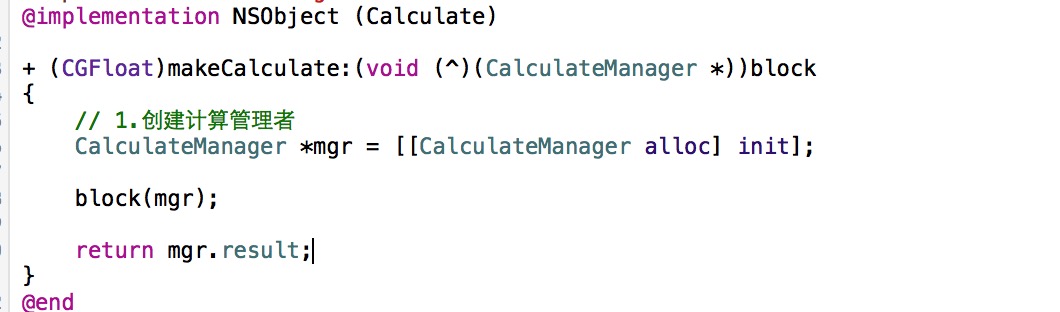 @implementation NSObject (Calculate)
+ (CGFloat)makeCalculate:(void (^)(CalculateManager *))block
{
// 1.创建计算管理者
CalculateManager *mgr = [[CalculateManager alloc] init];
block(mgr);
return mgr.result;
}
@end